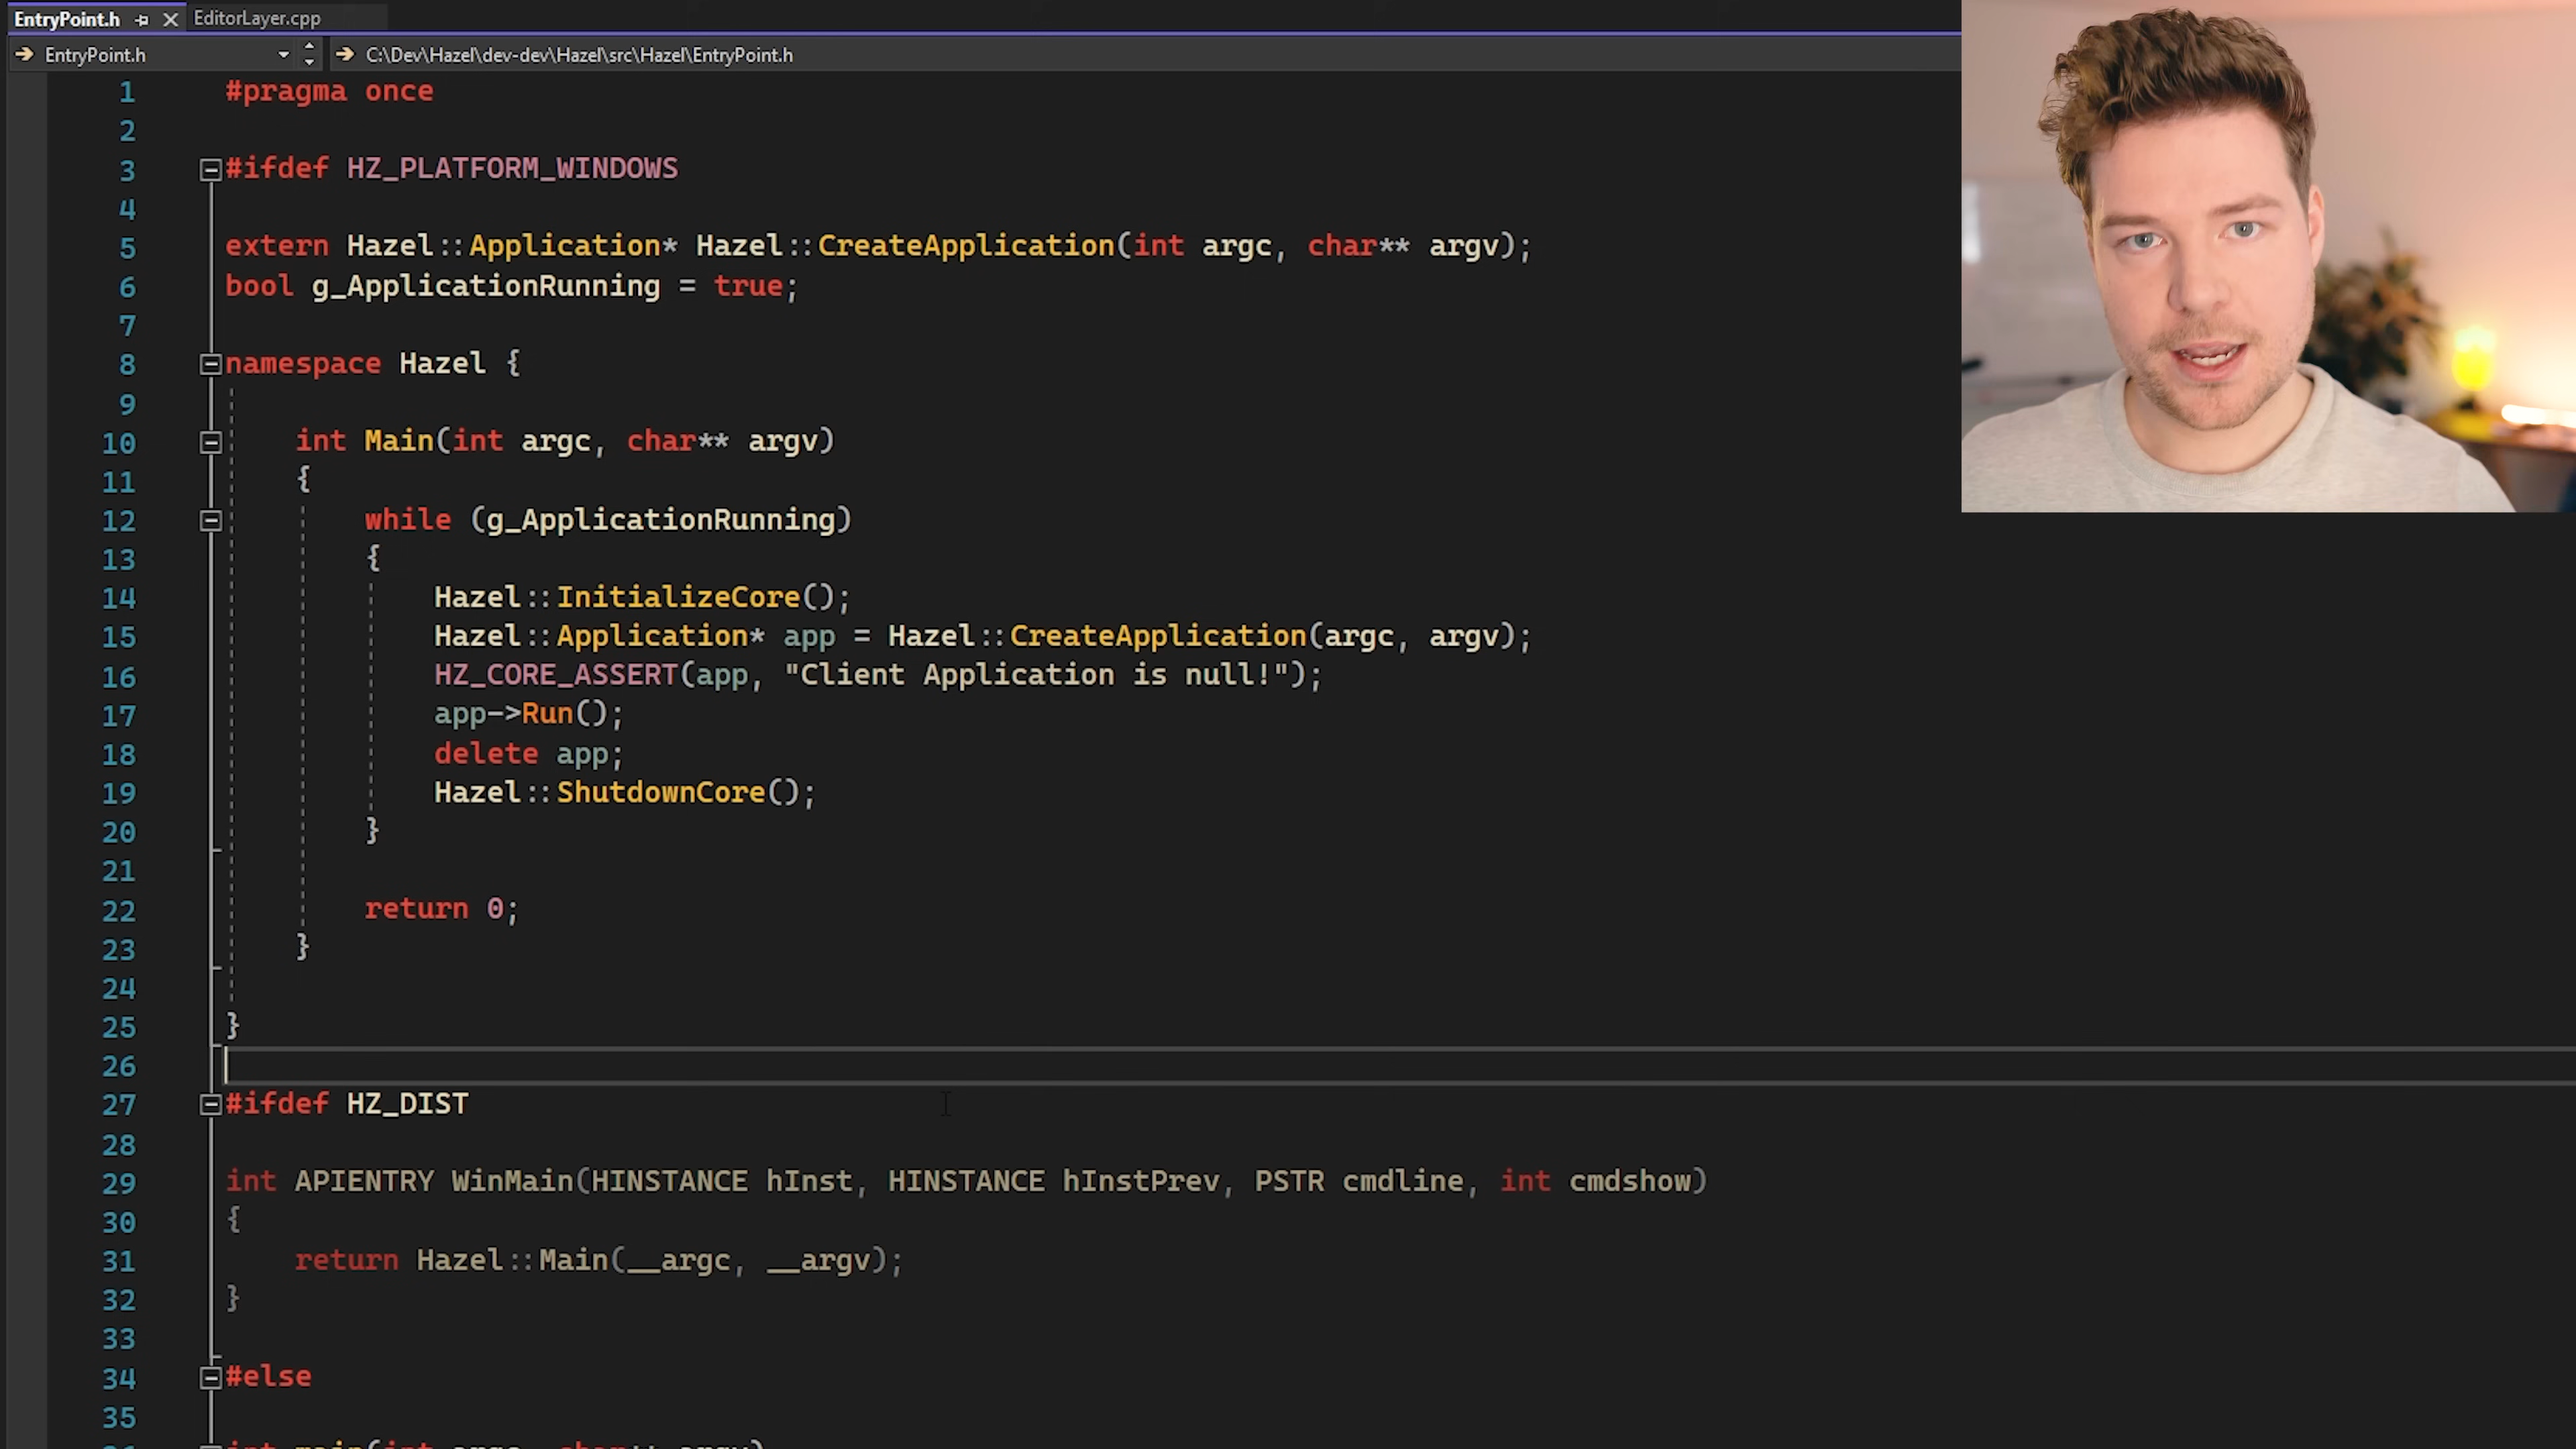 EntryPoint.h
EditorLayer.cpp
EntryPoint.h
C:\Dev\Hazel\dev-dev\Hazel\src\Hazel\EntryPoint.h
1 #pragma once
2
3 #ifdef HZ_PLATFORM_WINDOWS
4
5 extern Hazel::Application* Hazel::CreateApplication(int argc, char** argv);
6 bool g_ApplicationRunning = true;
7
8 namespace Hazel {
9
10 int Main(int argc, char** argv)
11 {
12 while (g_ApplicationRunning)
13 {
14 Hazel::InitializeCore();
15 Hazel::Application* app = Hazel::CreateApplication(argc, argv);
16 HZ_CORE_ASSERT(app, "Client Application is null!");
17 app->Run();
18 delete app;
19 Hazel::ShutdownCore();
20 }
21
22 return 0;
23 }
24
25 }
26
27 #ifdef HZ_DIST
28
29 int APIENTRY WinMain(HINSTANCE hInst, HINSTANCE hInstPrev, PSTR cmdline, int cmdshow)
30 {
31 return Hazel::Main(__argc, __argv);
32 }
33
34 #else
35